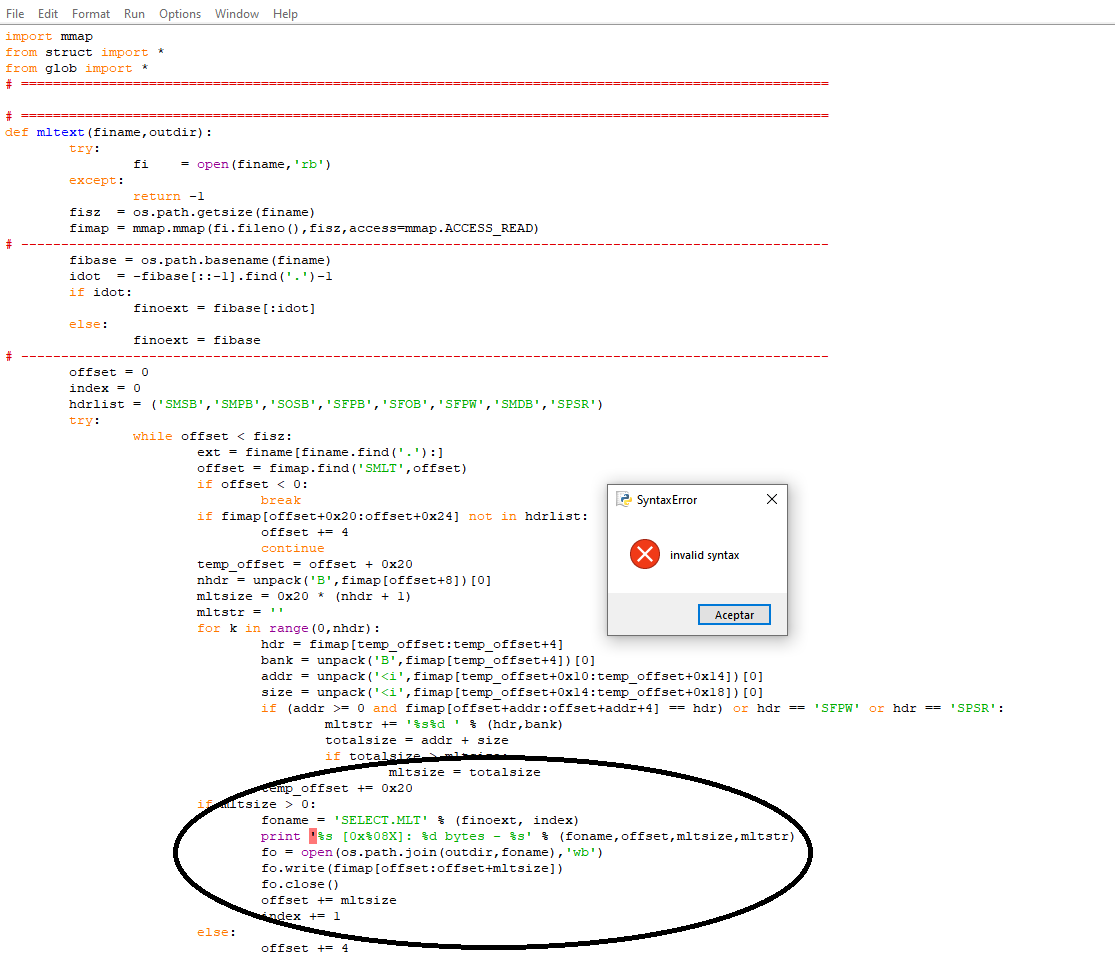 File Edit Format Run Options Window Help
import mmap
from struct import *
from glob import *
# =====================================================================================================
# =====================================================================================================
def mltext(finame,outdir):
try:
fi    = open(finame,'rb')
except:
return -1
fisz  = os.path.getsize(finame)
fimap = mmap.mmap(fi.fileno(),fisz,access=mmap.ACCESS_READ)
# -----------------------------------------------------------------------------------------------------
fibase = os.path.basename(finame)
idot  = -fibase[::-1].find('.')-1
if idot:
finoext = fibase[:idot]
else:
finoext = fibase
# -----------------------------------------------------------------------------------------------------
offset = 0
index = 0
hdrlist = ('SMSB','SMPB','SOSB','SFPB','SFOB','SFPW','SMDB','SPSR')
try:
while offset < fisz:
ext = finame[finame.find('.'):]
offset = fimap.find('SMLT',offset)
if offset < 0:
break
if fimap[offset+0x20:offset+0x24] not in hdrlist:
offset += 4
continue
temp_offset = offset + 0x20
nhdr = unpack('B',fimap[offset+8])[0]
mltsize = 0x20 * (nhdr + 1)
mltstr = ''
for k in range(0,nhdr):
hdr = fimap[temp_offset:temp_offset+4]
bank = unpack('B',fimap[temp_offset+4])[0]
addr = unpack('<i',fimap[temp_offset+0x10:temp_offset+0x14])[0]
size = unpack('<i',fimap[temp_offset+0x14:temp_offset+0x18])[0]
if (addr >= 0 and fimap[offset+addr:offset+addr+4] == hdr) or hdr == 'SFPW' or hdr == 'SPSR':
mltstr += '%s%d ' % (hdr,bank)
totalsize = addr + size
if totalsize > mltsize:
mltsize = totalsize
temp_offset += 0x20
if mltsize > 0:
foname = 'SELECT.MLT' % (finoext, index)
print '%s [0x%08X]: %d bytes - %s' % (foname,offset,mltsize,mltstr)
fo = open(os.path.join(outdir,foname),'wb')
fo.write(fimap[offset:offset+mltsize])
fo.close()
offset += mltsize
index += 1
else:
offset += 4
SyntaxError
invalid syntax
Aceptar